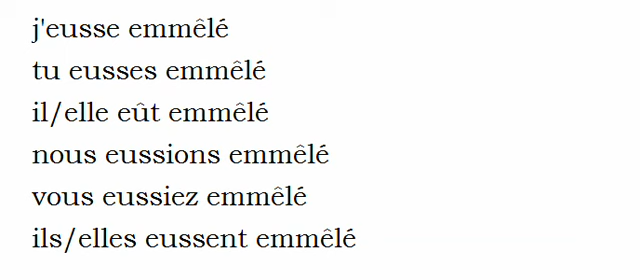 j'eusse emmêlé
tu eusses emmêlé
il/elle eût emmêlé
nous eussions emmêlé
vous eussiez emmêlé
ils/elles eussent emmêlé